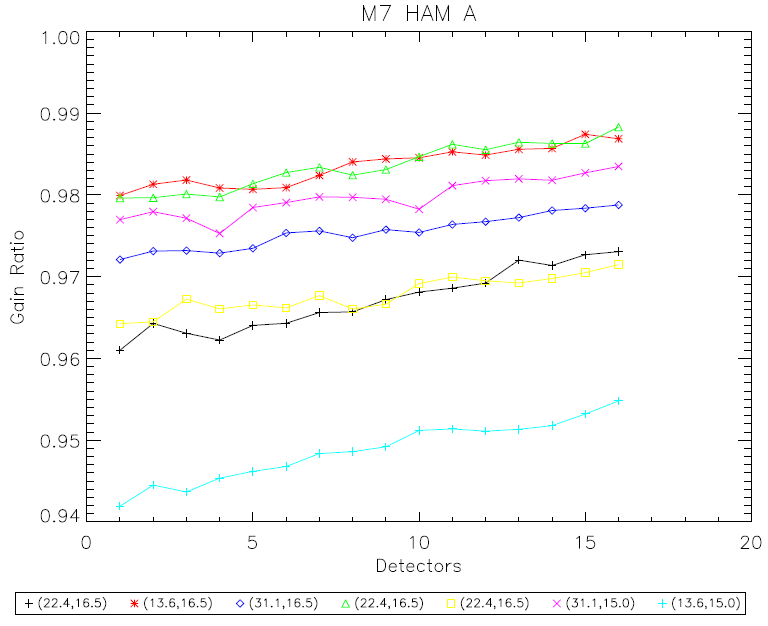 M7 HAM A
1.00
0.99
0.98
0.97
0.96
0.95
0.94
Gain Ratio
0 5 10 15 20
Detectors
(22.4,16.5) (13.6,16.5) (31.1,16.5) (22.4,16.5) (22.4,16.5) (31.1,15.0) (13.6,15.0)